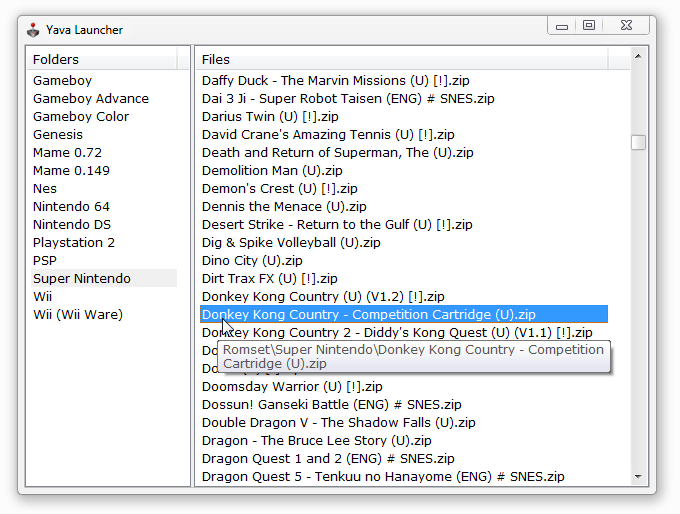 Yava Launcher
Folders
Gameboy
Gameboy Advance
Gameboy Color
Genesis
Mame 0.72
Mame 0.149
Nes
Nintendo 64
Nintendo DS
Playstation 2
PSP
Super Nintendo
Wii
Wii (Wii Ware)
Files
Daffy Duck - The Marvin Missions (U) [!].zip
Dai 3 Ji - Super Robot Taisen (ENG) # SNES.zip
Darius Twin (U) [!].zip
David Crane's Amazing Tennis (U) [!].zip
Death and Return of Superman, The (U).zip
Demolition Man (U).zip
Demon's Crest (U) [!].zip
Dennis the Menace (U).zip
Desert Strike - Return to the Gulf (U) [!].zip
Dig & Spike Volleyball (U).zip
Dino City (U).zip
Dirt Trax FX (U) [!].zip
Donkey Kong Country (U) (V1.2) [!].zip
Donkey Kong Country - Competition Cartridge (U).zip
Donkey Kong Country 2 - Diddy's Kong Quest (U) (V1.1) [!].zip
Romset\Super Nintendo\Donkey Kong Country - Competition
Cartridge (U).zip
Doomsday Warrior (U) [!].zip
Dossun! Ganseki Battle (ENG) # SNES.zip
Double Dragon V - The Shadow Falls (U).zip
Dragon - The Bruce Lee Story (U).zip
Dragon Quest 1 and 2 (ENG) # SNES.zip
Dragon Quest 5 - Tenkuu no Hanayome (ENG) # SNES.zip